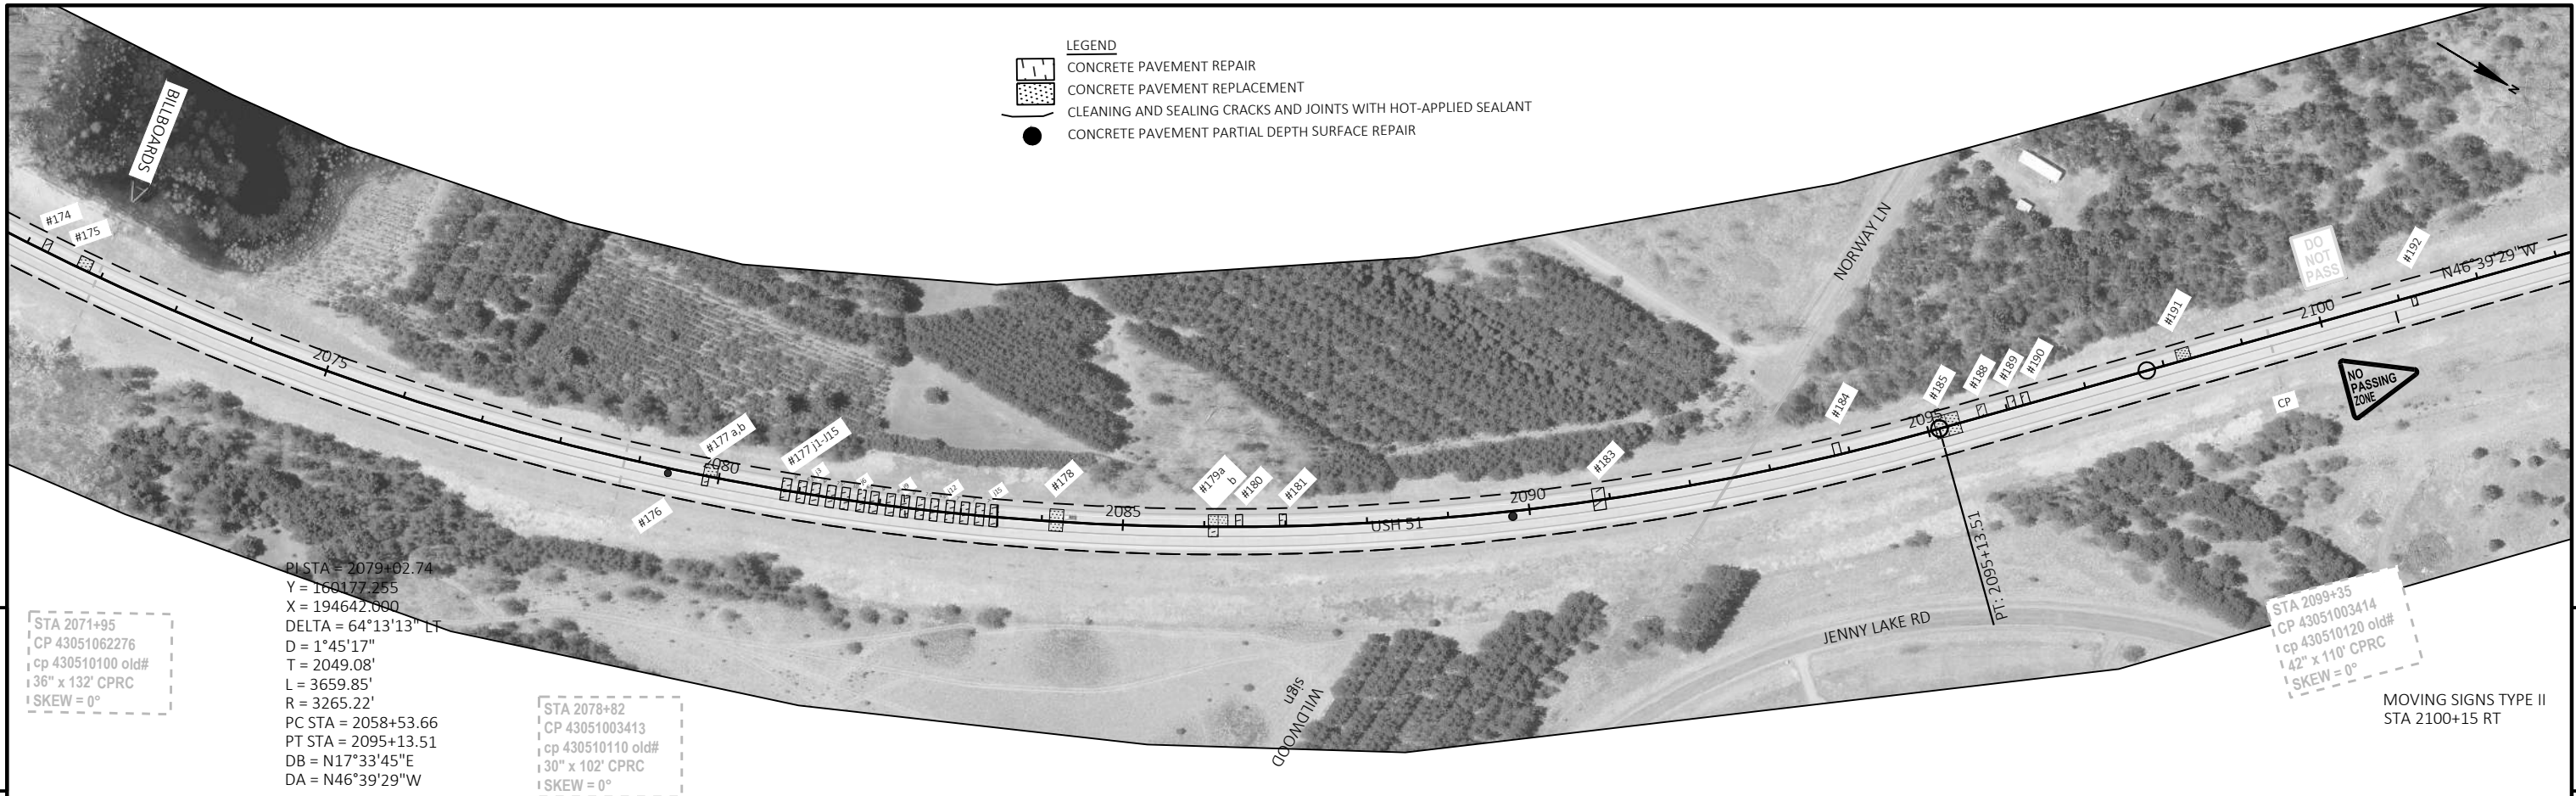 LEGEND
CONCRETE PAVEMENT REPAIR
CONCRETE PAVEMENT REPLACEMENT
CLEANING AND SEALING CRACKS AND JOINTS WITH HOT-APPLIED SEALANT
CONCRETE PAVEMENT PARTIAL DEPTH SURFACE REPAIR
N
BILLBOARDS
#174
#175
2075
#176
#177 a,b
2080
#177 J1-J15
j3
j6
j9
j12
j15
#178
2085
#179a
b
#180
#181
USH 51
2090
#183
NORWAY LN
#184
2095
#185
#188
#189
#190
#191
DO
NOT
PASS
2100
#192
N46°39'29"W
NO
PASSING
ZONE
CP
PT: 2095+13.51
JENNY LAKE RD
WILDWOOD
sign
STA 2071+95
CP 43051062276
cp 430510100 old#
36" x 132' CPRC
SKEW = 0°
PI STA = 2079+02.74
Y = 160177.255
X = 194642.000
DELTA = 64°13'13" LT
D = 1°45'17"
T = 2049.08'
L = 3659.85'
R = 3265.22'
PC STA = 2058+53.66
PT STA = 2095+13.51
DB = N17°33'45"E
DA = N46°39'29"W
STA 2078+82
CP 43051003413
cp 430510110 old#
30" x 102' CPRC
SKEW = 0°
STA 2099+35
CP 43051003414
cp 430510120 old#
42" x 110' CPRC
SKEW = 0°
MOVING SIGNS TYPE II
STA 2100+15 RT